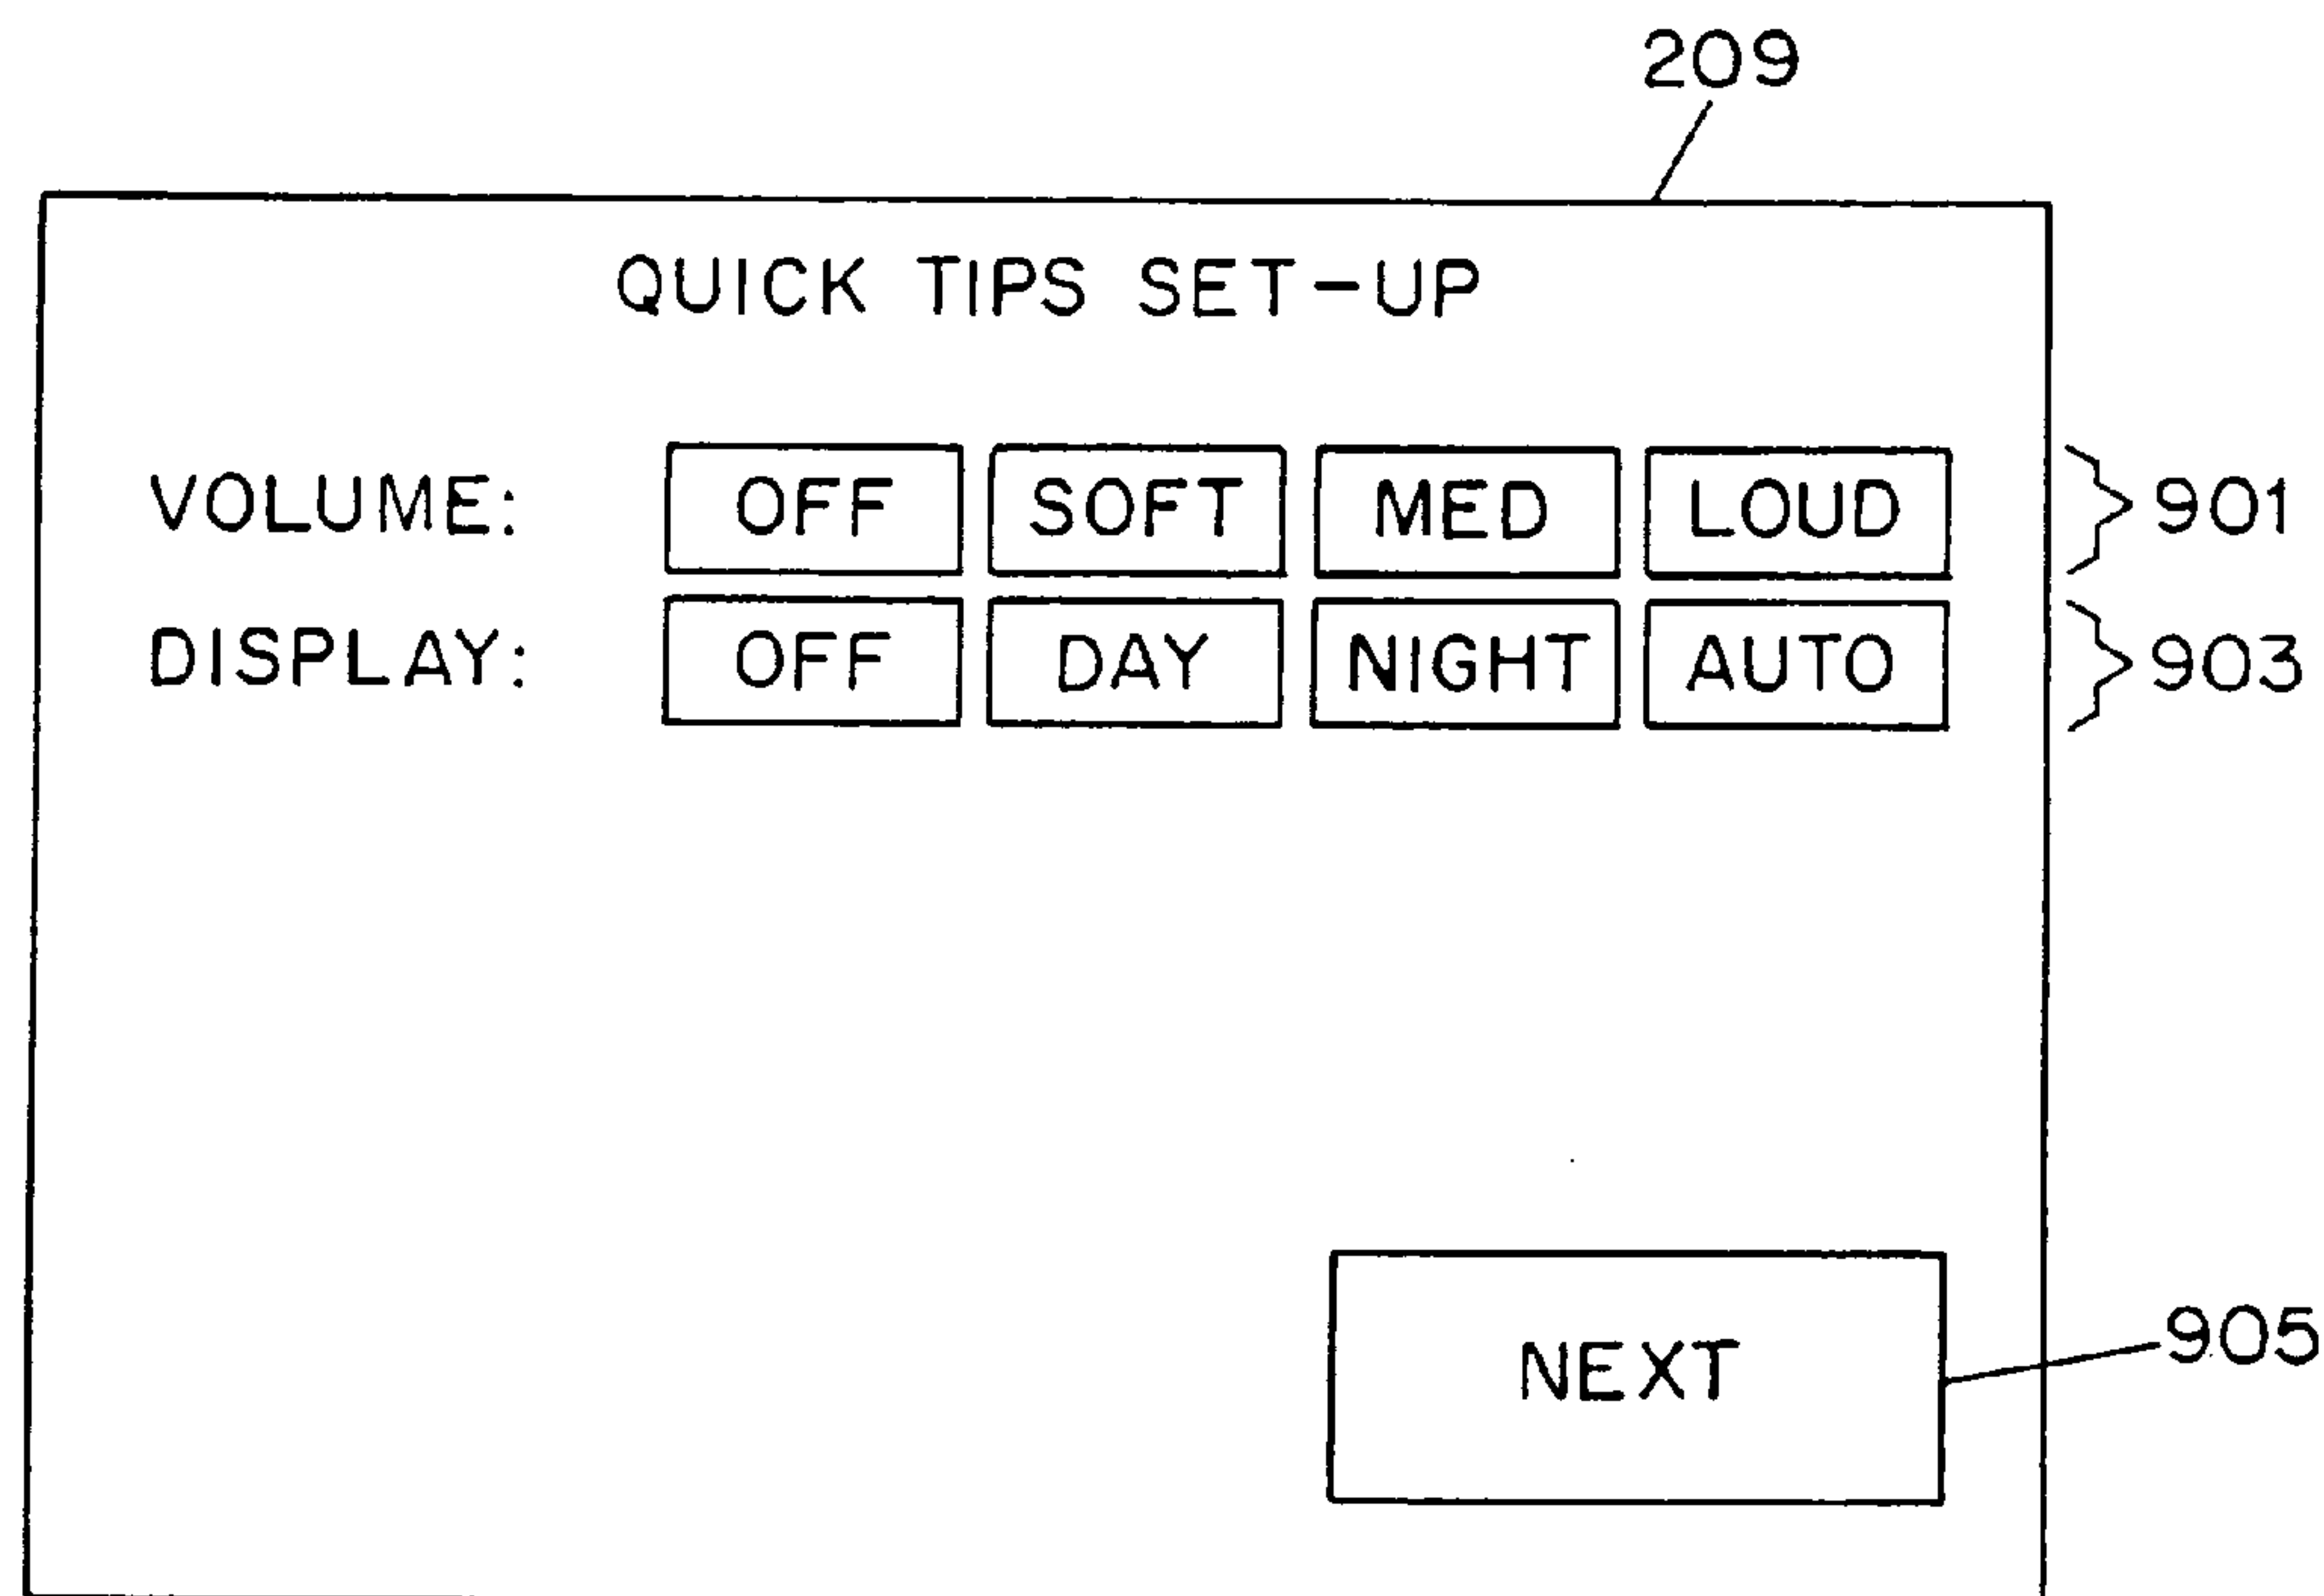 209
QUICK TIPS SET-UP
VOLUME: OFF SOFT MED LOUD 901
DISPLAY: OFF DAY NIGHT AUTO 903
NEXT 905